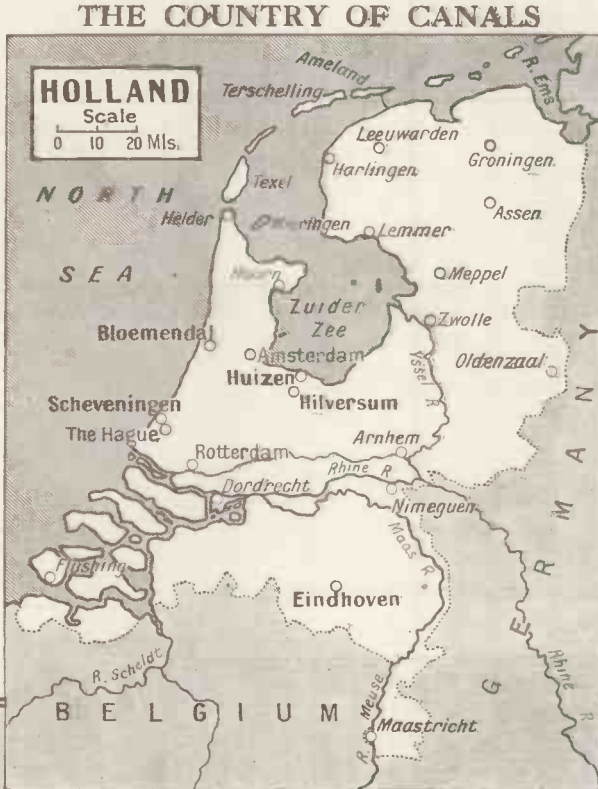 THE COUNTRY OF CANALS
HOLLAND
Scale
0 10 20 Mls.
Ameland
R. Ems
Terschelling
Leeuwarden
Groningen
Harlingen
Texel
NORTH
Helder
Assen
Lemmer
SEA
Meppel
Hoorn
Zuider
Zee
Zwolle
Bloemendal
Amsterdam
Oldenzaal
Huizen
Yssel R
Hilversum
Scheveningen
The Hague
Arnhem
Rotterdam
Rhine R
Dordrecht
Nimeguen
Maas R
Flushing
Eindhoven
GERMANY
Rhine R
R. Scheldt
BELGIUM
R. Meuse
Maastricht